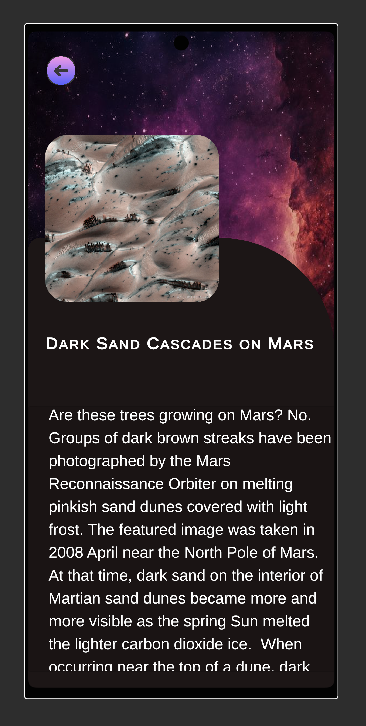 Dark Sand Cascades on Mars
Are these trees growing on Mars? No.
Groups of dark brown streaks have been
photographed by the Mars
Reconnaissance Orbiter on melting
pinkish sand dunes covered with light
frost. The featured image was taken in
2008 April near the North Pole of Mars.
At that time, dark sand on the interior of
Martian sand dunes became more and
more visible as the spring Sun melted
the lighter carbon dioxide ice.  When
occurring near the top of a dune, dark